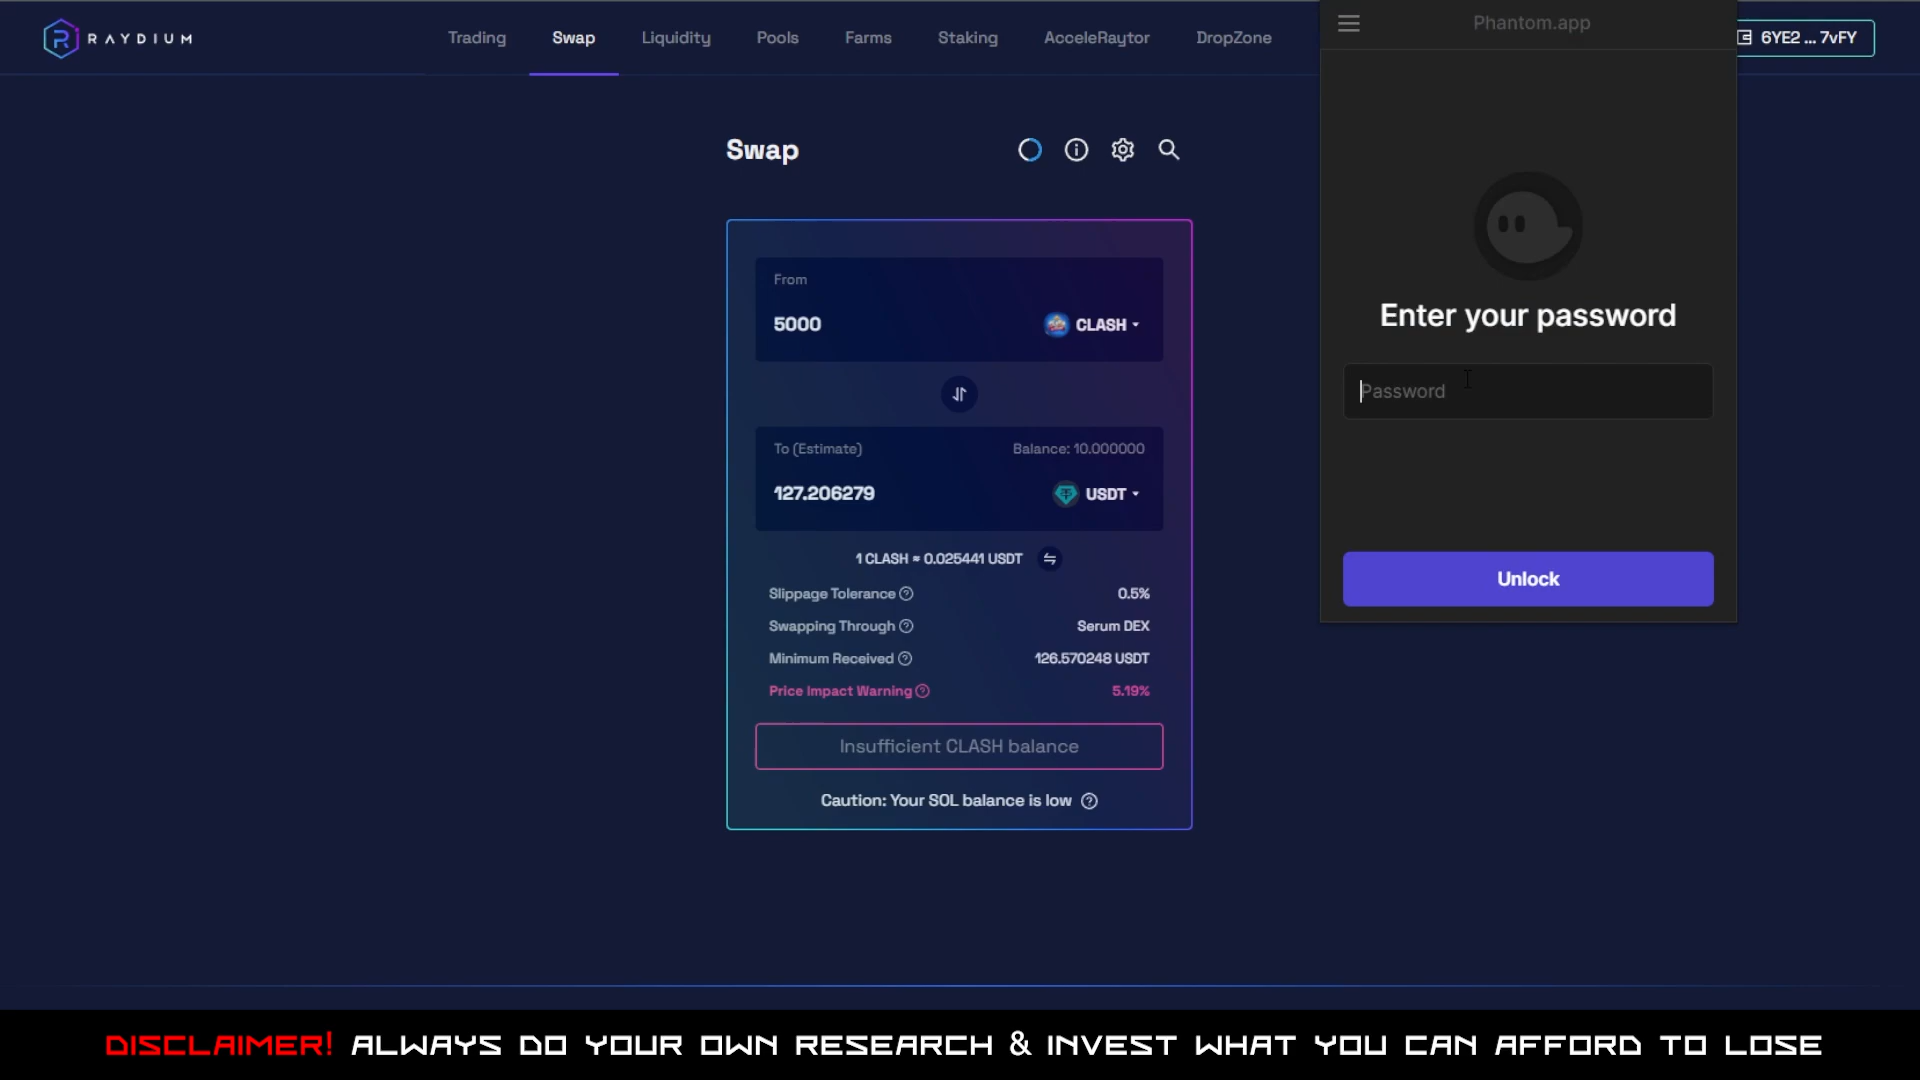 RAYDIUM
Trading Swap Liquidity Pools Farms Staking AcceleRaytor DropZone
6YE2 ... 7vFY
Phantom.app
Enter your password
Password
Unlock
Swap
From
5000 CLASH
To (Estimate) Balance: 10.000000
127.206279 USDT
1 CLASH ≈ 0.025441 USDT
Slippage Tolerance 0.5%
Swapping Through Serum DEX
Minimum Received 126.570248 USDT
Price Impact Warning 5.19%
Insufficient CLASH balance
Caution: Your SOL balance is low
DISCLAIMER! ALWAYS DO YOUR OWN RESEARCH & INVEST WHAT YOU CAN AFFORD TO LOSE